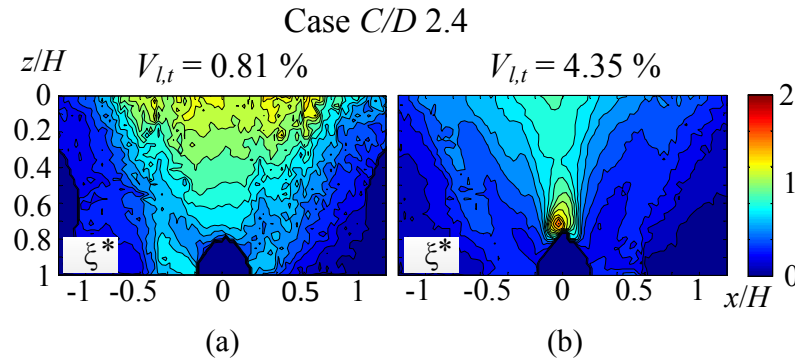 Case C/D 2.4
z/H
V_{l,t} = 0.81 %
V_{l,t} = 4.35 %
0
0.2
0.4
0.6
0.8
1
ξ*
ξ*
2
1
0
-1 -0.5 0 0.5 1
-1 -0.5 0 0.5 1
x/H
(a)
(b)